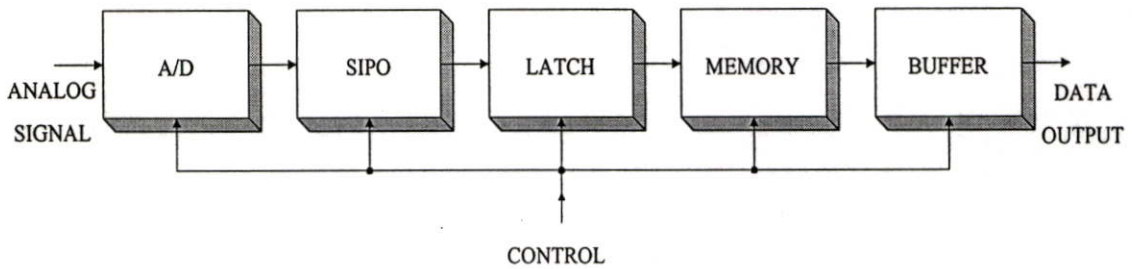 A/D
SIPO
LATCH
MEMORY
BUFFER
ANALOG
SIGNAL
DATA
OUTPUT
CONTROL